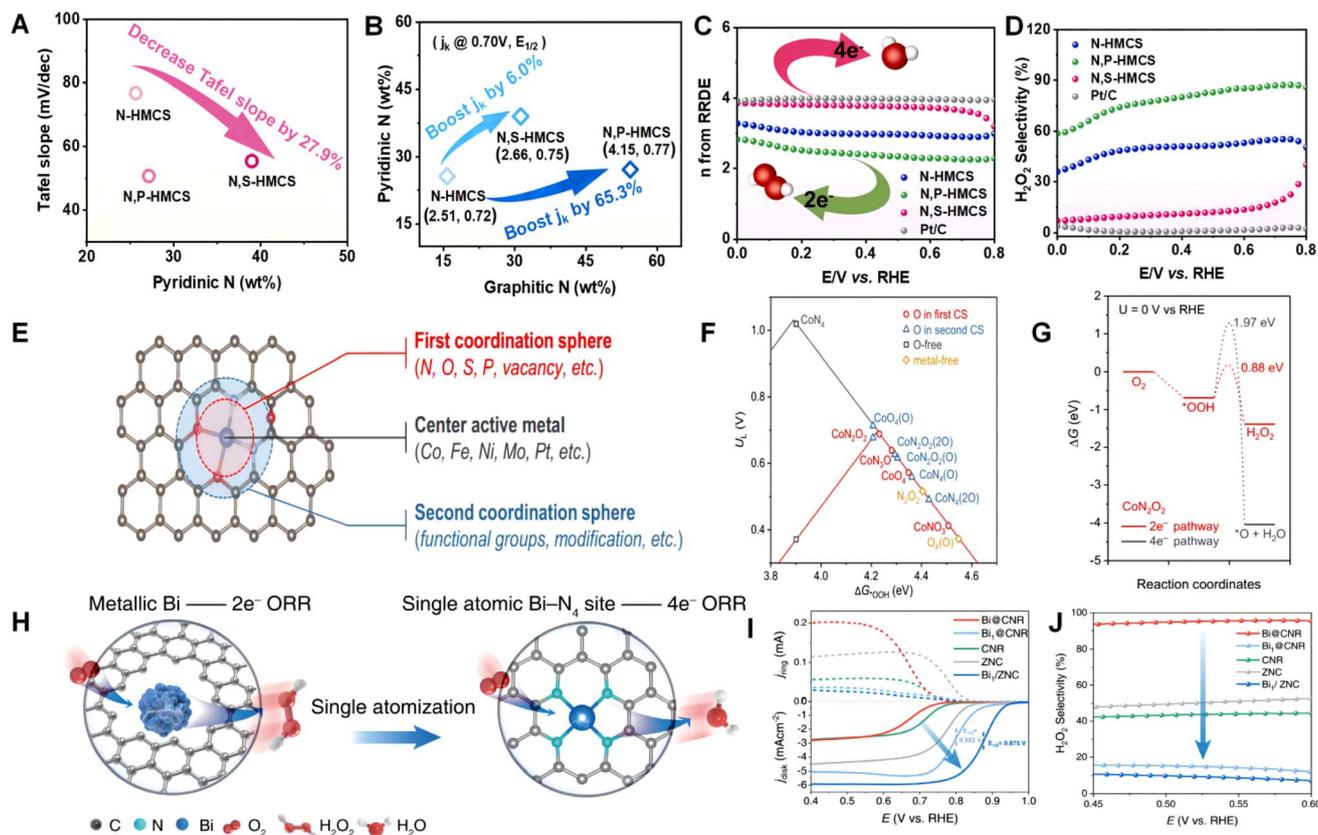 A
Tafel slope (mV/dec)
100
80
60
40
20
30
40
50
Pyridinic N (wt%)
Decrease Tafel slope by 27.9%
N-HMCS
N,P-HMCS
N,S-HMCS
B
Pyridinic N (wt%)
60
45
30
15
15
30
45
60
Graphitic N (wt%)
( jₖ @ 0.70V, E₁/₂ )
Boost jₖ by 6.0%
N,S-HMCS
(2.66, 0.75)
N,P-HMCS
(4.15, 0.77)
N-HMCS
(2.51, 0.72)
Boost jₖ by 65.3%
C
n from RRDE
6
4
2
0
0.0
0.2
0.4
0.6
0.8
E/V vs. RHE
4e⁻
2e⁻
N-HMCS
N,P-HMCS
N,S-HMCS
Pt/C
D
H₂O₂ Selectivity (%)
120
90
60
30
0
0.0
0.2
0.4
0.6
0.8
E/V vs. RHE
N-HMCS
N,P-HMCS
N,S-HMCS
Pt/C
E
First coordination sphere
(N, O, S, P, vacancy, etc.)
Center active metal
(Co, Fe, Ni, Mo, Pt, etc.)
Second coordination sphere
(functional groups, modification, etc.)
F
U_L (V)
1.0
0.8
0.6
0.4
3.8
4.0
4.2
4.4
4.6
ΔG*OOH (eV)
O in first CS
O in second CS
O-free
metal-free
CoN₄
CoO₄(O)
CoN₂O₂
CoN₂O₂(2O)
CoN₃O
CoN₂O₂(O)
CoO₄
CoN₄(O)
N₂O₂
CoN₄(2O)
CoNO₃
O₄(O)
G
ΔG (eV)
2
1
0
-1
-2
-3
-4
-5
U = 0 V vs RHE
1.97 eV
0.88 eV
O₂
*OOH
H₂O₂
*O + H₂O
CoN₂O₂
2e⁻ pathway
4e⁻ pathway
Reaction coordinates
H
Metallic Bi —— 2e⁻ ORR
Single atomic Bi–N₄ site —— 4e⁻ ORR
Single atomization
C
N
Bi
O₂
H₂O₂
H₂O
I
j_ring (mA)
0.2
0.1
0.0
j_disk (mAcm⁻²)
-1
-2
-3
-4
-5
-6
0.4
0.5
0.6
0.7
0.8
0.9
1.0
E (V vs. RHE)
Bi@CNR
Bi₁@CNR
CNR
ZNC
Bi₁/ZNC
E₁/₂=
0.802 V
E₁/₂= 0.875 V
J
H₂O₂ Selectivity (%)
100
80
60
40
20
0
0.45
0.50
0.55
0.60
E (V vs. RHE)
Bi@CNR
Bi₁@CNR
CNR
ZNC
Bi₁/ ZNC